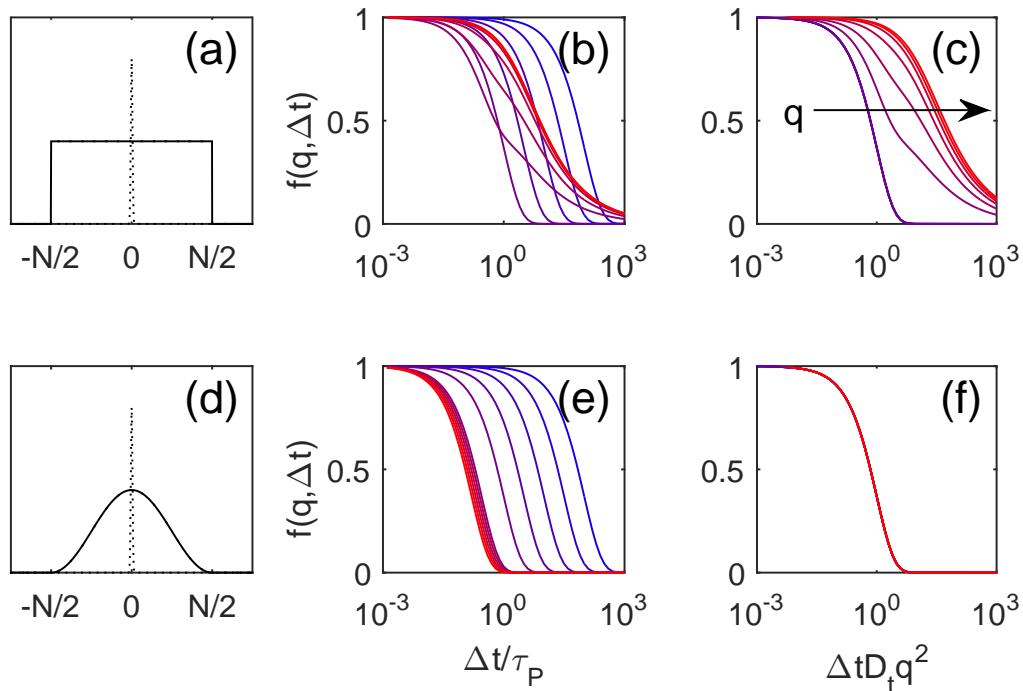 (a)
-N/2 0 N/2
(b)
f(q,Δt)
1
0.5
0
10^-3 10^0 10^3
(c)
q
1
0.5
0
10^-3 10^0 10^3
(d)
-N/2 0 N/2
(e)
f(q,Δt)
1
0.5
0
10^-3 10^0 10^3
Δt/τ_P
(f)
1
0.5
0
10^-3 10^0 10^3
ΔtD_tq^2